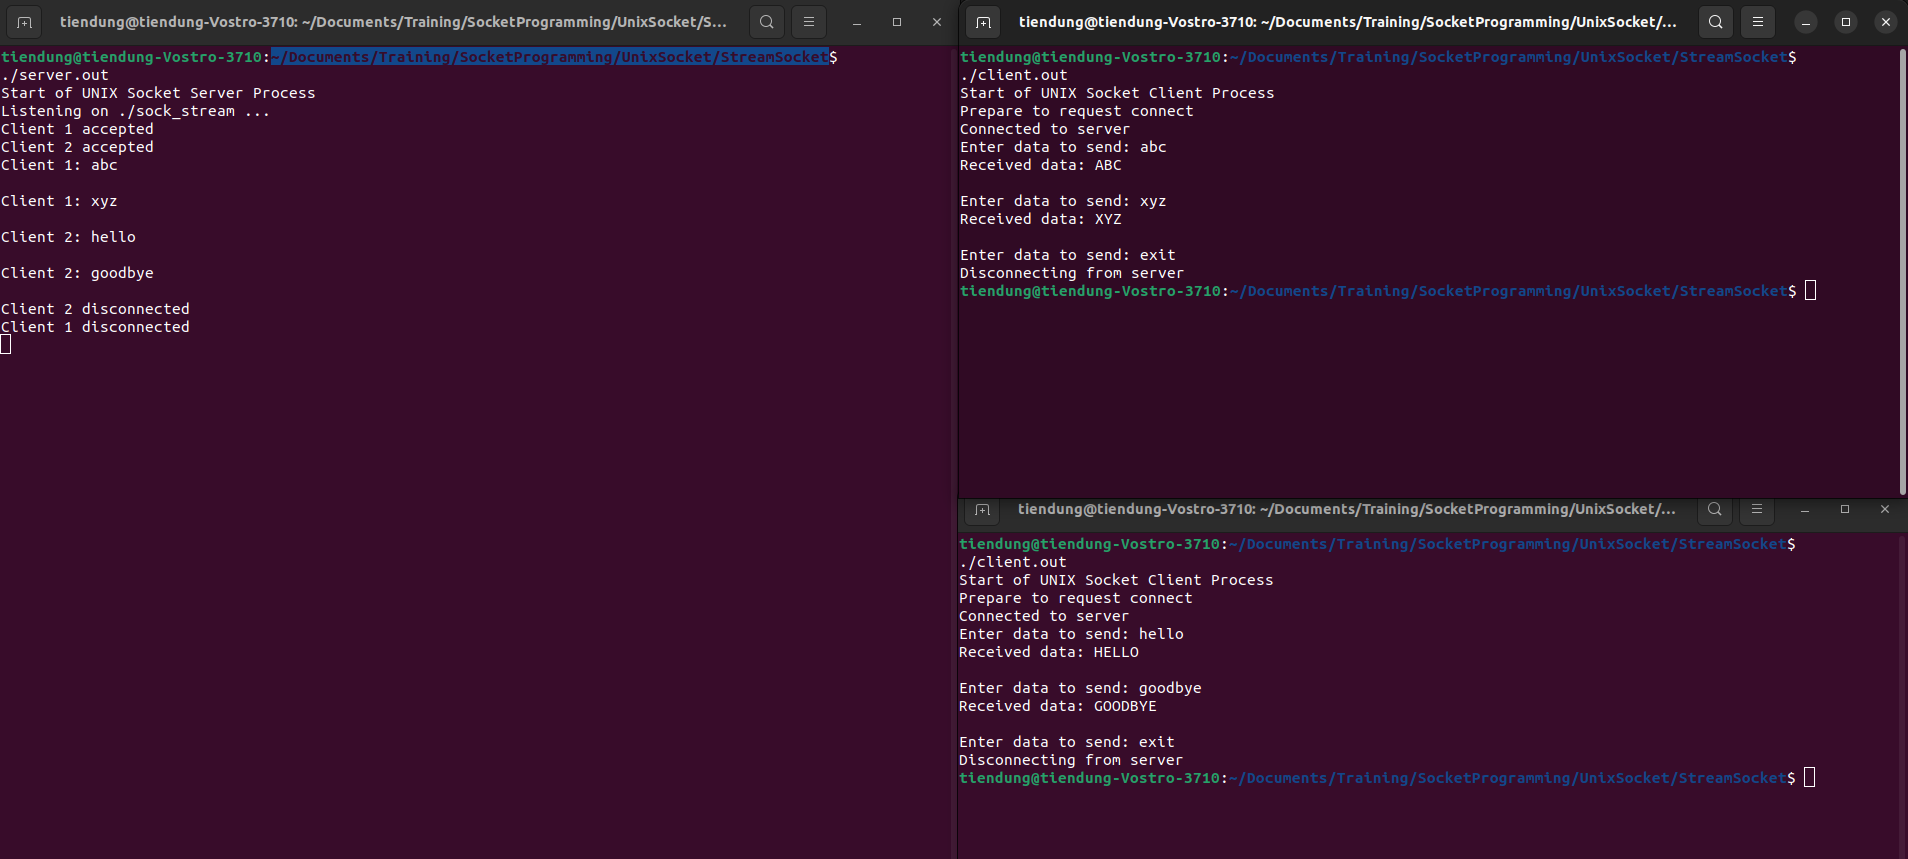 tiendung@tiendung-Vostro-3710: ~/Documents/Training/SocketProgramming/UnixSocket/S...
tiendung@tiendung-Vostro-3710:~/Documents/Training/SocketProgramming/UnixSocket/StreamSocket$
./server.out
Start of UNIX Socket Server Process
Listening on ./sock_stream ...
Client 1 accepted
Client 2 accepted
Client 1: abc
Client 1: xyz
Client 2: hello
Client 2: goodbye
Client 2 disconnected
Client 1 disconnected
tiendung@tiendung-Vostro-3710: ~/Documents/Training/SocketProgramming/UnixSocket/...
tiendung@tiendung-Vostro-3710:~/Documents/Training/SocketProgramming/UnixSocket/StreamSocket$
./client.out
Start of UNIX Socket Client Process
Prepare to request connect
Connected to server
Enter data to send: abc
Received data: ABC
Enter data to send: xyz
Received data: XYZ
Enter data to send: exit
Disconnecting from server
tiendung@tiendung-Vostro-3710:~/Documents/Training/SocketProgramming/UnixSocket/StreamSocket$
tiendung@tiendung-Vostro-3710: ~/Documents/Training/SocketProgramming/UnixSocket/...
tiendung@tiendung-Vostro-3710:~/Documents/Training/SocketProgramming/UnixSocket/StreamSocket$
./client.out
Start of UNIX Socket Client Process
Prepare to request connect
Connected to server
Enter data to send: hello
Received data: HELLO
Enter data to send: goodbye
Received data: GOODBYE
Enter data to send: exit
Disconnecting from server
tiendung@tiendung-Vostro-3710:~/Documents/Training/SocketProgramming/UnixSocket/StreamSocket$